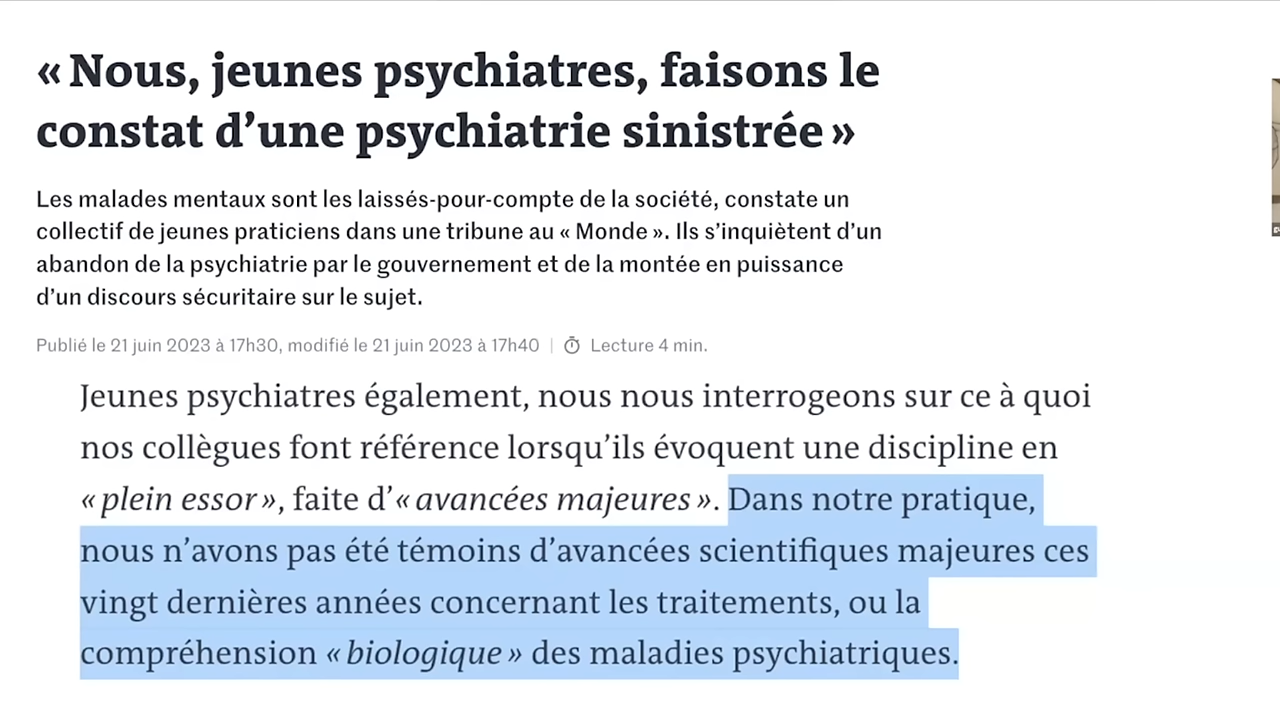 « Nous, jeunes psychiatres, faisons le
constat d’une psychiatrie sinistrée »
Les malades mentaux sont les laissés-pour-compte de la société, constate un
collectif de jeunes praticiens dans une tribune au « Monde ». Ils s’inquiètent d’un
abandon de la psychiatrie par le gouvernement et de la montée en puissance
d’un discours sécuritaire sur le sujet.
Publié le 21 juin 2023 à 17h30, modifié le 21 juin 2023 à 17h40 | Lecture 4 min.
Jeunes psychiatres également, nous nous interrogeons sur ce à quoi
nos collègues font référence lorsqu’ils évoquent une discipline en
« plein essor », faite d’« avancées majeures ». Dans notre pratique,
nous n’avons pas été témoins d’avancées scientifiques majeures ces
vingt dernières années concernant les traitements, ou la
compréhension « biologique » des maladies psychiatriques.